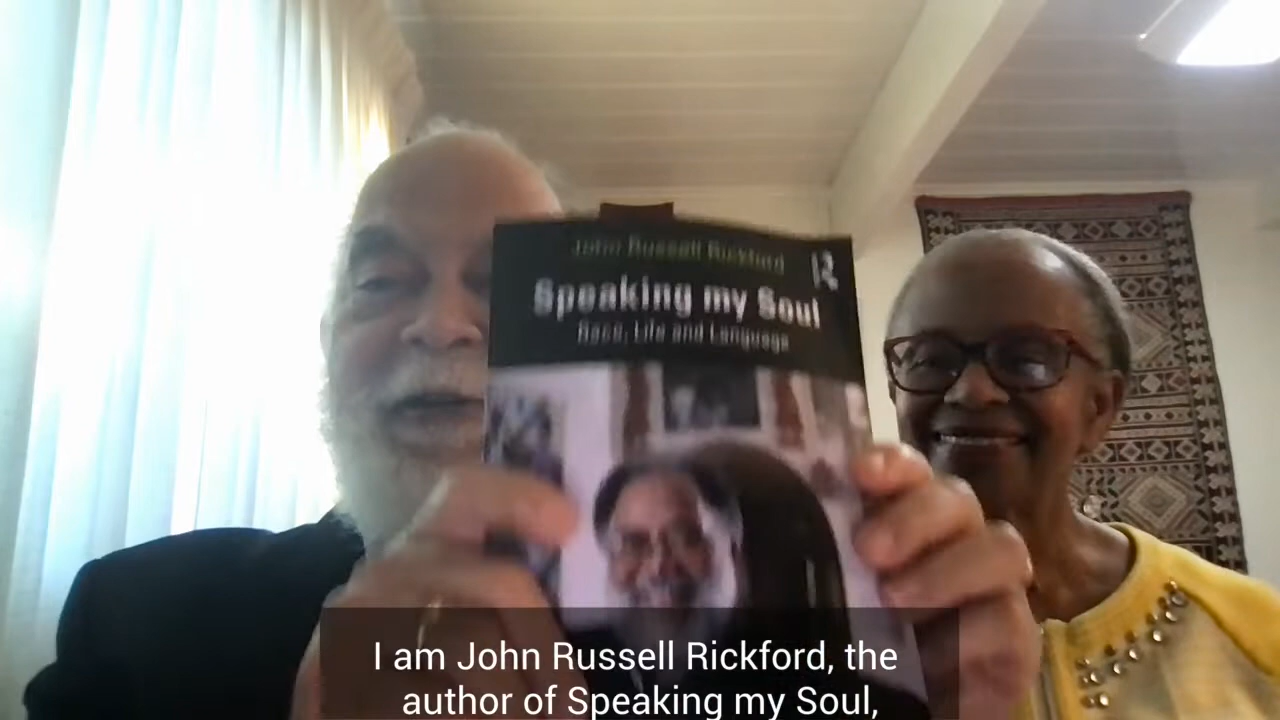 John Russell Rickford
R
Speaking my Soul
Race, Life and Language
I am John Russell Rickford, the
author of Speaking my Soul,